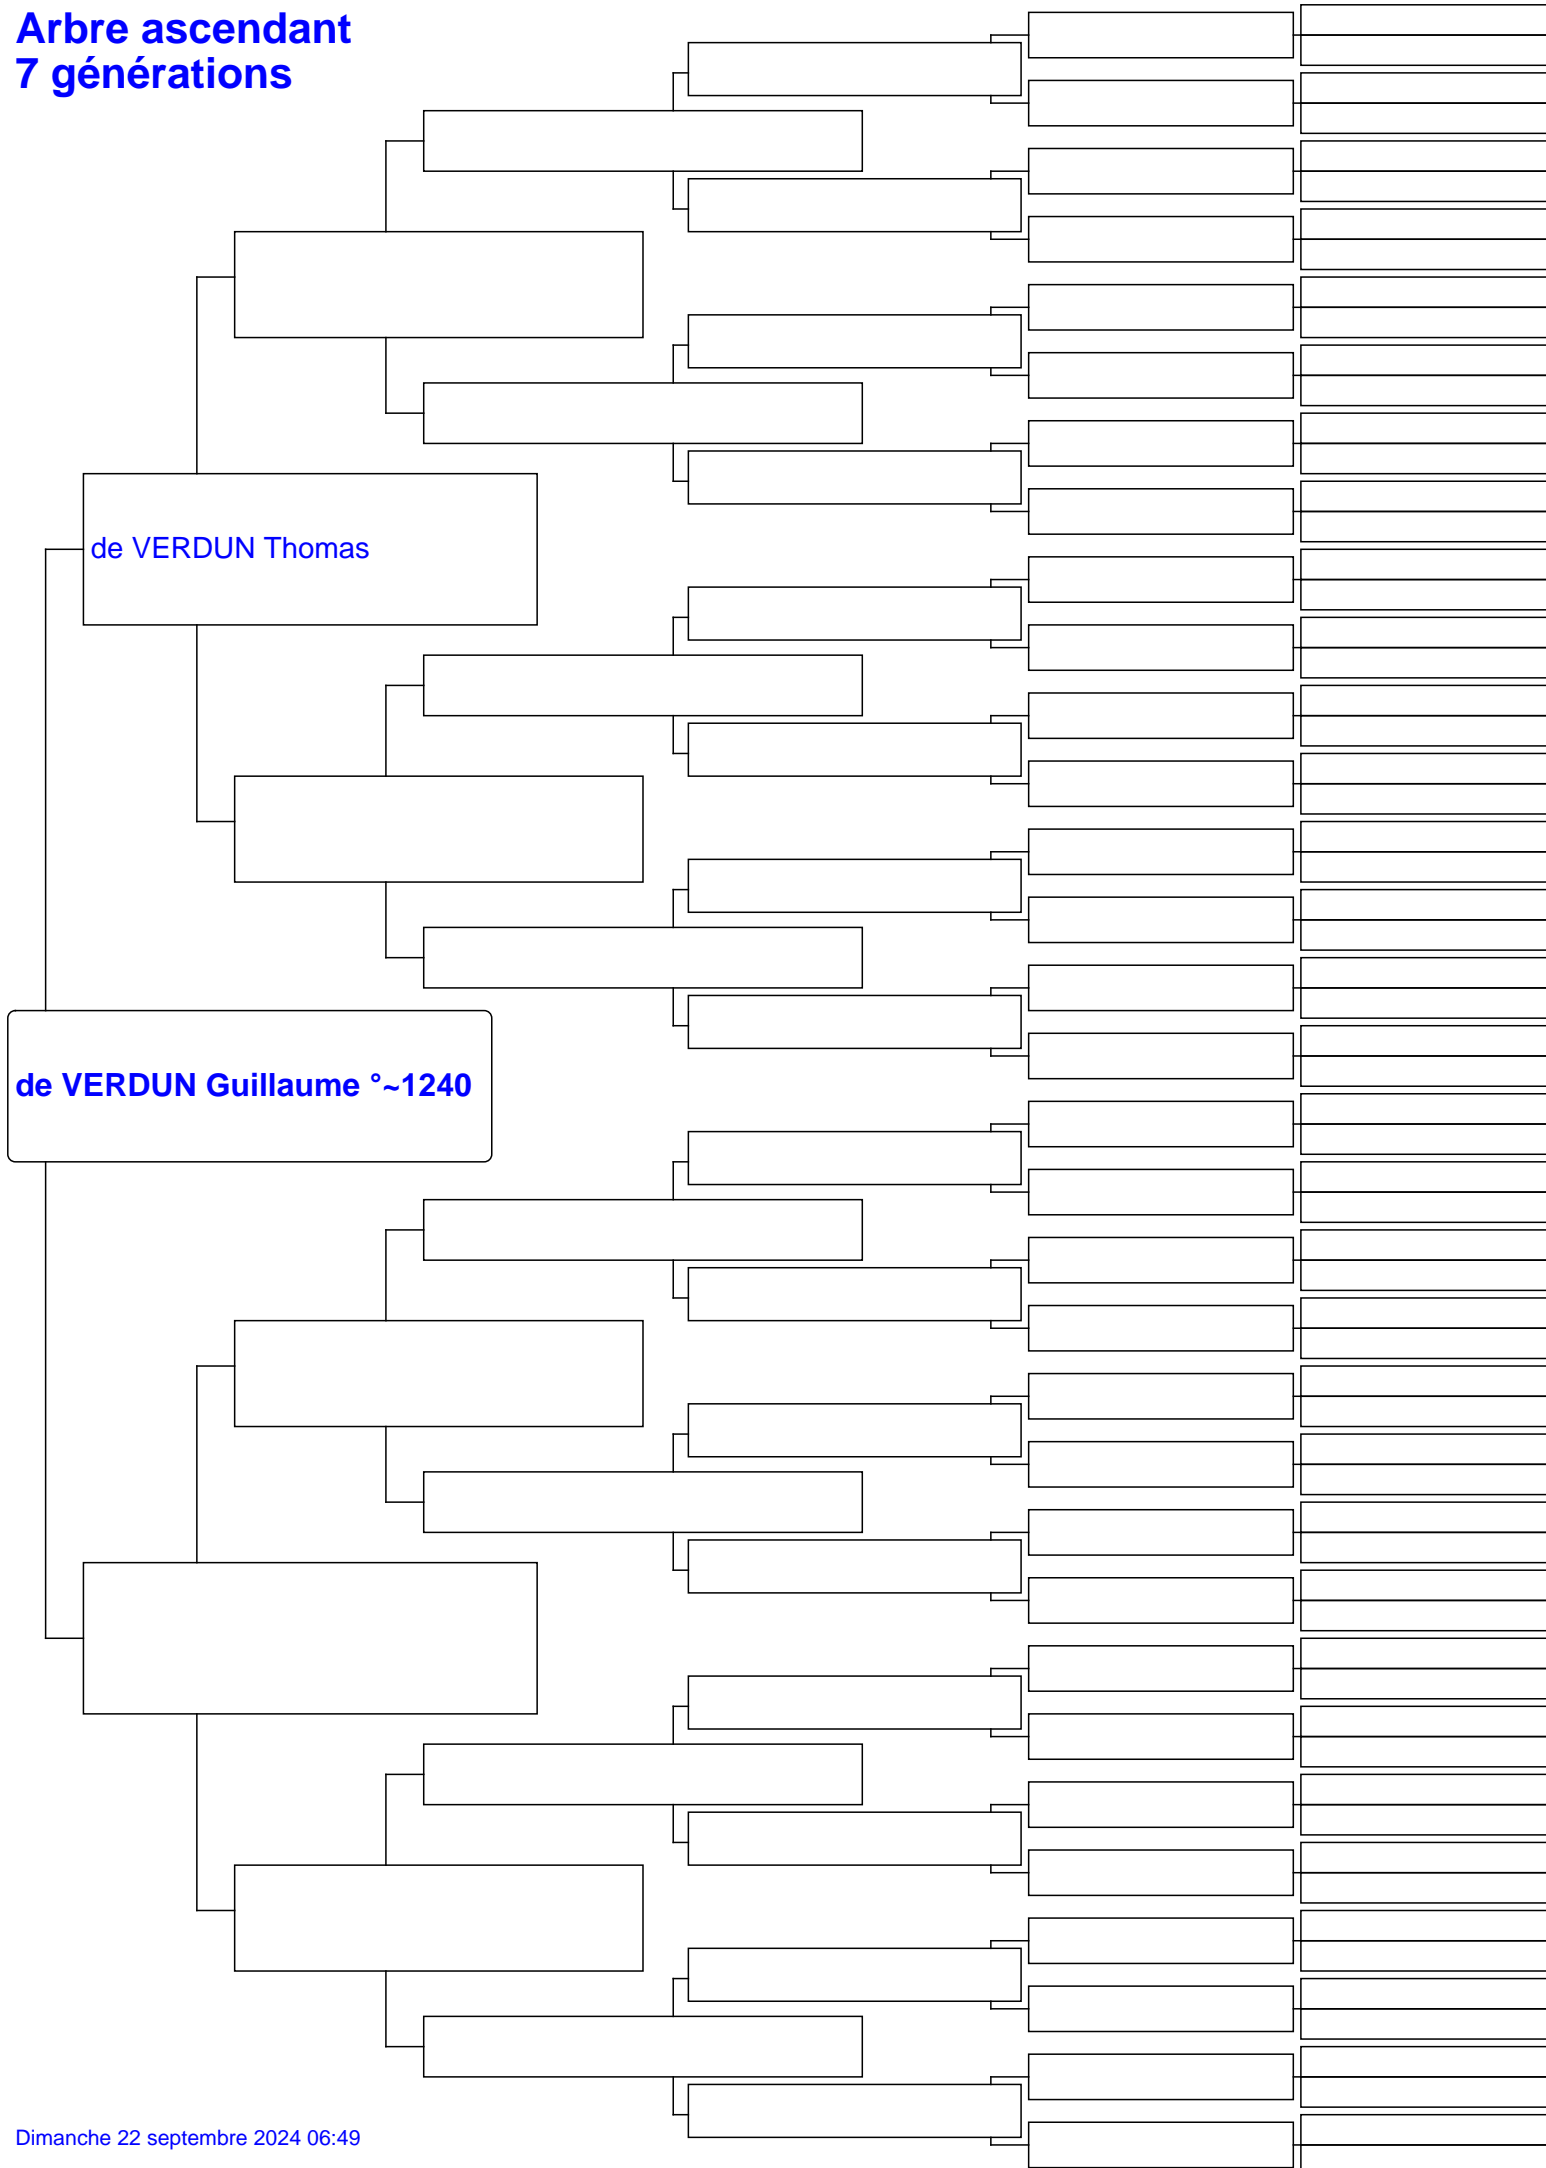 Arbre ascendant
7 générations
de VERDUN Thomas
de VERDUN Guillaume °~1240
Dimanche 22 septembre 2024 06:49